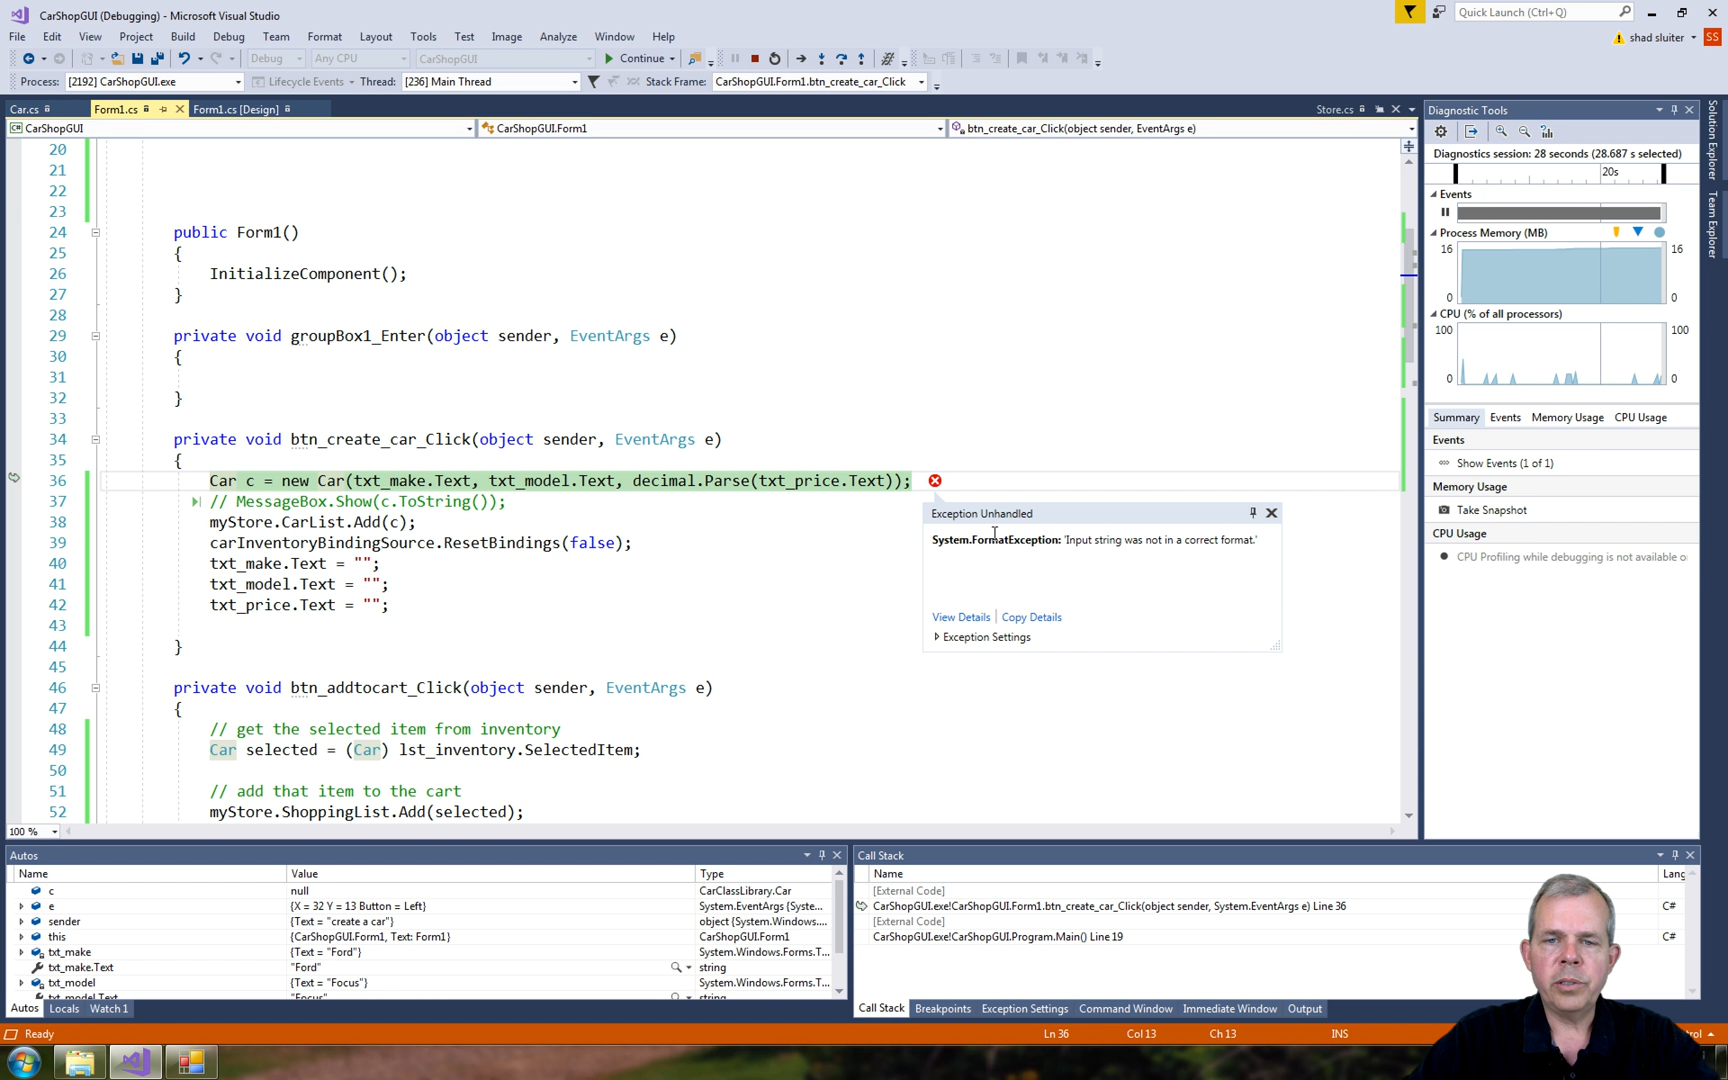 CarShopGUI (Debugging) - Microsoft Visual Studio
Quick Launch (Ctrl+Q)
File Edit View Project Build Debug Team Format Layout Tools Test Image Analyze Window Help
shad sluiter SS
Debug Any CPU CarShopGUI Continue
Process: [2192] CarShopGUI.exe Lifecycle Events Thread: [236] Main Thread Stack Frame: CarShopGUI.Form1.btn_create_car_Click
Car.cs Form1.cs Form1.cs [Design] Store.cs
CarShopGUI CarShopGUI.Form1 btn_create_car_Click(object sender, EventArgs e)
20
21
22
23
24 public Form1()
25 {
26 InitializeComponent();
27 }
28
29 private void groupBox1_Enter(object sender, EventArgs e)
30 {
31
32 }
33
34 private void btn_create_car_Click(object sender, EventArgs e)
35 {
36 Car c = new Car(txt_make.Text, txt_model.Text, decimal.Parse(txt_price.Text));
37 // MessageBox.Show(c.ToString());
38 myStore.CarList.Add(c);
39 carInventoryBindingSource.ResetBindings(false);
40 txt_make.Text = "";
41 txt_model.Text = "";
42 txt_price.Text = "";
43
44 }
45
46 private void btn_addtocart_Click(object sender, EventArgs e)
47 {
48 // get the selected item from inventory
49 Car selected = (Car) lst_inventory.SelectedItem;
50
51 // add that item to the cart
52 myStore.ShoppingList.Add(selected);
100 %
Exception Unhandled
System.FormatException: 'Input string was not in a correct format.'
View Details | Copy Details
Exception Settings
Diagnostic Tools
Diagnostics session: 28 seconds (28.687 s selected)
20s
Events
Process Memory (MB)
16 16
0 0
CPU (% of all processors)
100 100
0 0
Summary Events Memory Usage CPU Usage
Events
Show Events (1 of 1)
Memory Usage
Take Snapshot
CPU Usage
CPU Profiling while debugging is not available
Solution Explorer
Team Explorer
Autos
Name Value Type
c null CarClassLibrary.Car
e {X = 32 Y = 13 Button = Left} System.EventArgs {Syste...
sender {Text = "create a car"} object {System.Windows....
this {CarShopGUI.Form1, Text: Form1} CarShopGUI.Form1
txt_make {Text = "Ford"} System.Windows.Forms.T...
txt_make.Text "Ford" string
txt_model {Text = "Focus"} System.Windows.Forms.T...
txt_model.Text "Focus" string
Autos Locals Watch 1
Call Stack
Name Lang
[External Code]
CarShopGUI.exe!CarShopGUI.Form1.btn_create_car_Click(object sender, System.EventArgs e) Line 36 C#
[External Code]
CarShopGUI.exe!CarShopGUI.Program.Main() Line 19 C#
Call Stack Breakpoints Exception Settings Command Window Immediate Window Output
Ready Ln 36 Col 13 Ch 13 INS